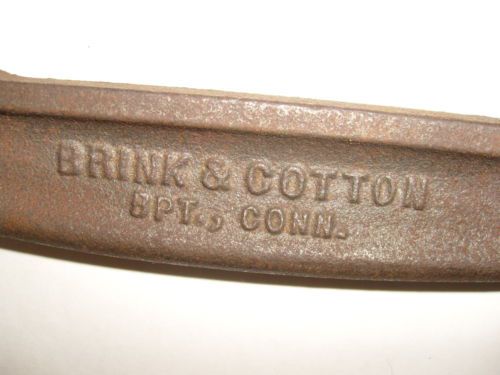 BRINK & COTTON
BPT., CONN.